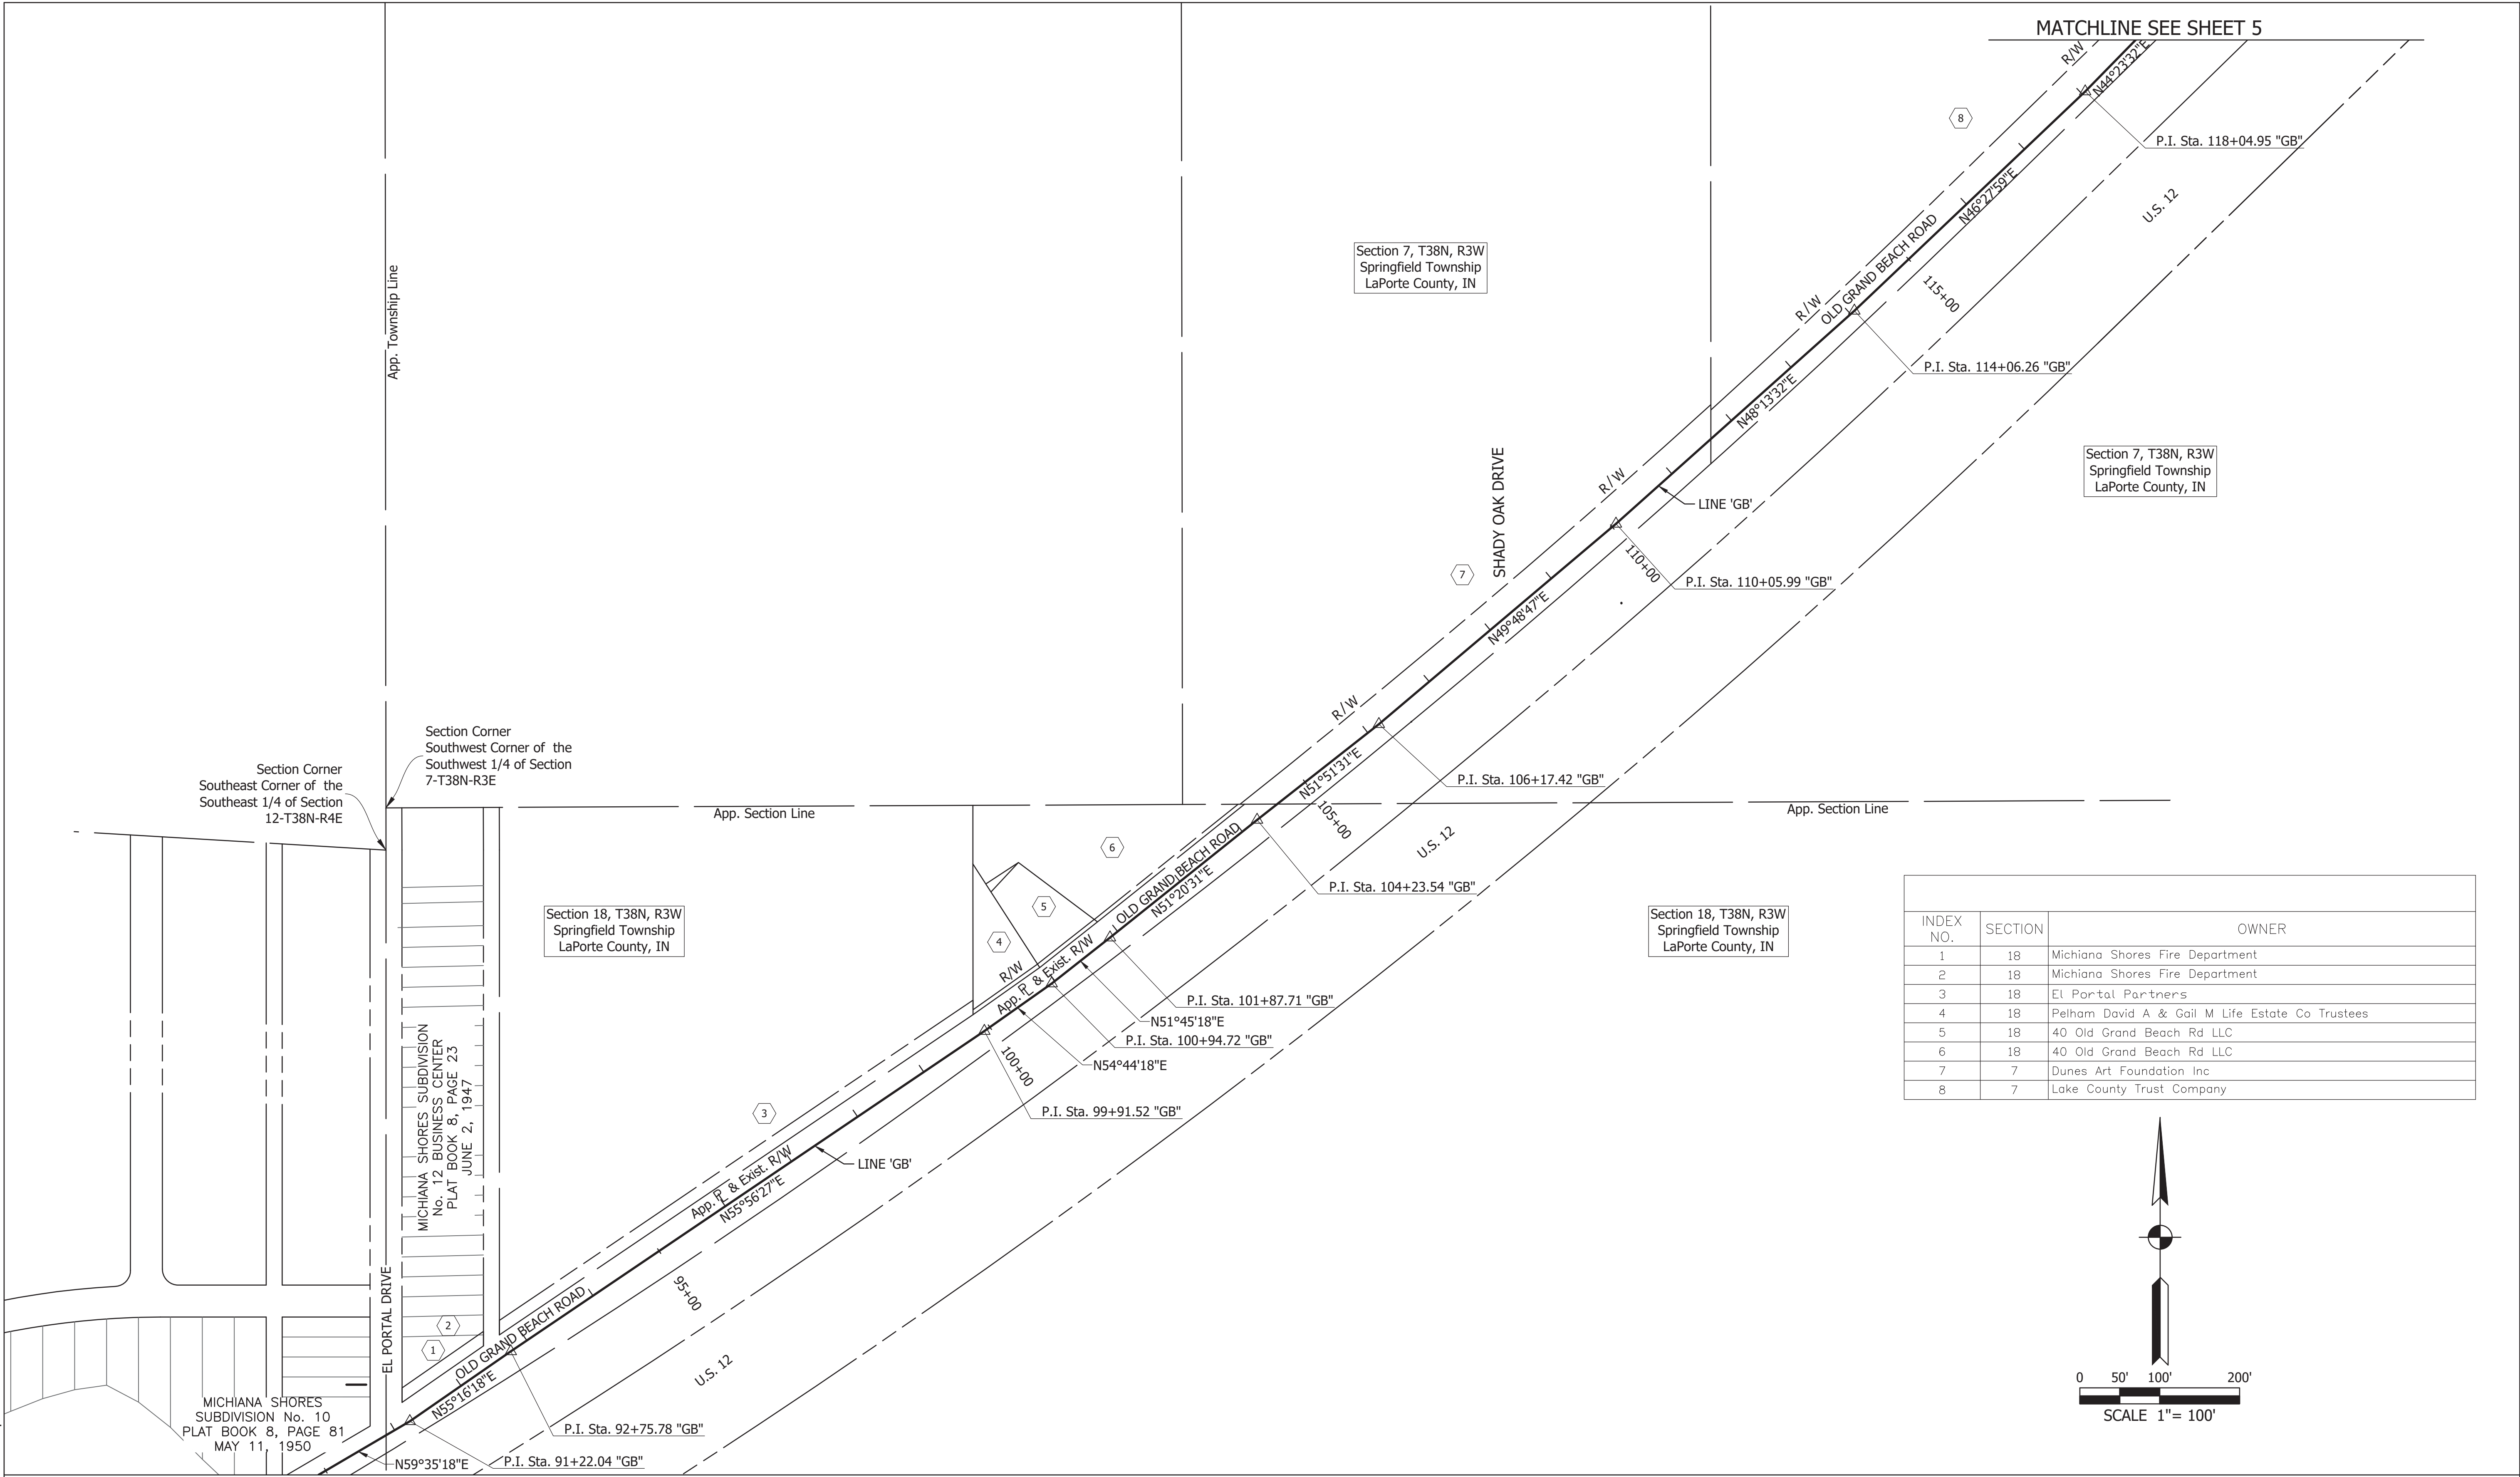 MATCHLINE SEE SHEET 5
R/W
N44°23'32"E
8
P.I. Sta. 118+04.95 "GB"
N46°27'59"E
U.S. 12
OLD GRAND BEACH ROAD
R/W
115+00
Section 7, T38N, R3W
Springfield Township
LaPorte County, IN
App. Township Line
P.I. Sta. 114+06.26 "GB"
N48°13'32"E
SHADY OAK DRIVE
R/W
LINE 'GB'
Section 7, T38N, R3W
Springfield Township
LaPorte County, IN
7
110+00
P.I. Sta. 110+05.99 "GB"
N49°48'47"E
R/W
Section Corner
Southwest Corner of the
Southwest 1/4 of Section
7-T38N-R3E
Section Corner
Southeast Corner of the
Southeast 1/4 of Section
12-T38N-R4E
N51°51'31"E
P.I. Sta. 106+17.42 "GB"
App. Section Line
App. Section Line
105+00
U.S. 12
6
OLD GRAND BEACH ROAD
N51°20'31"E
P.I. Sta. 104+23.54 "GB"
5
4
Section 18, T38N, R3W
Springfield Township
LaPorte County, IN
Section 18, T38N, R3W
Springfield Township
LaPorte County, IN
R/W
App. PL & Exist. R/W
P.I. Sta. 101+87.71 "GB"
N51°45'18"E
P.I. Sta. 100+94.72 "GB"
N54°44'18"E
100+00
P.I. Sta. 99+91.52 "GB"
3
LINE 'GB'
App. PL & Exist. R/W
N55°56'27"E
MICHIANA SHORES SUBDIVISION
No. 12 BUSINESS CENTER
PLAT BOOK 8, PAGE 23
JUNE 2, 1947
INDEX NO. SECTION OWNER
1 18 Michiana Shores Fire Department
2 18 Michiana Shores Fire Department
3 18 El Portal Partners
4 18 Pelham David A & Gail M Life Estate Co Trustees
5 18 40 Old Grand Beach Rd LLC
6 18 40 Old Grand Beach Rd LLC
7 7 Dunes Art Foundation Inc
8 7 Lake County Trust Company
95+00
EL PORTAL DRIVE
2
1
OLD GRAND BEACH ROAD
N55°16'18"E
U.S. 12
P.I. Sta. 92+75.78 "GB"
N59°35'18"E
P.I. Sta. 91+22.04 "GB"
MICHIANA SHORES
SUBDIVISION No. 10
PLAT BOOK 8, PAGE 81
MAY 11, 1950
0 50' 100' 200'
SCALE 1"= 100'